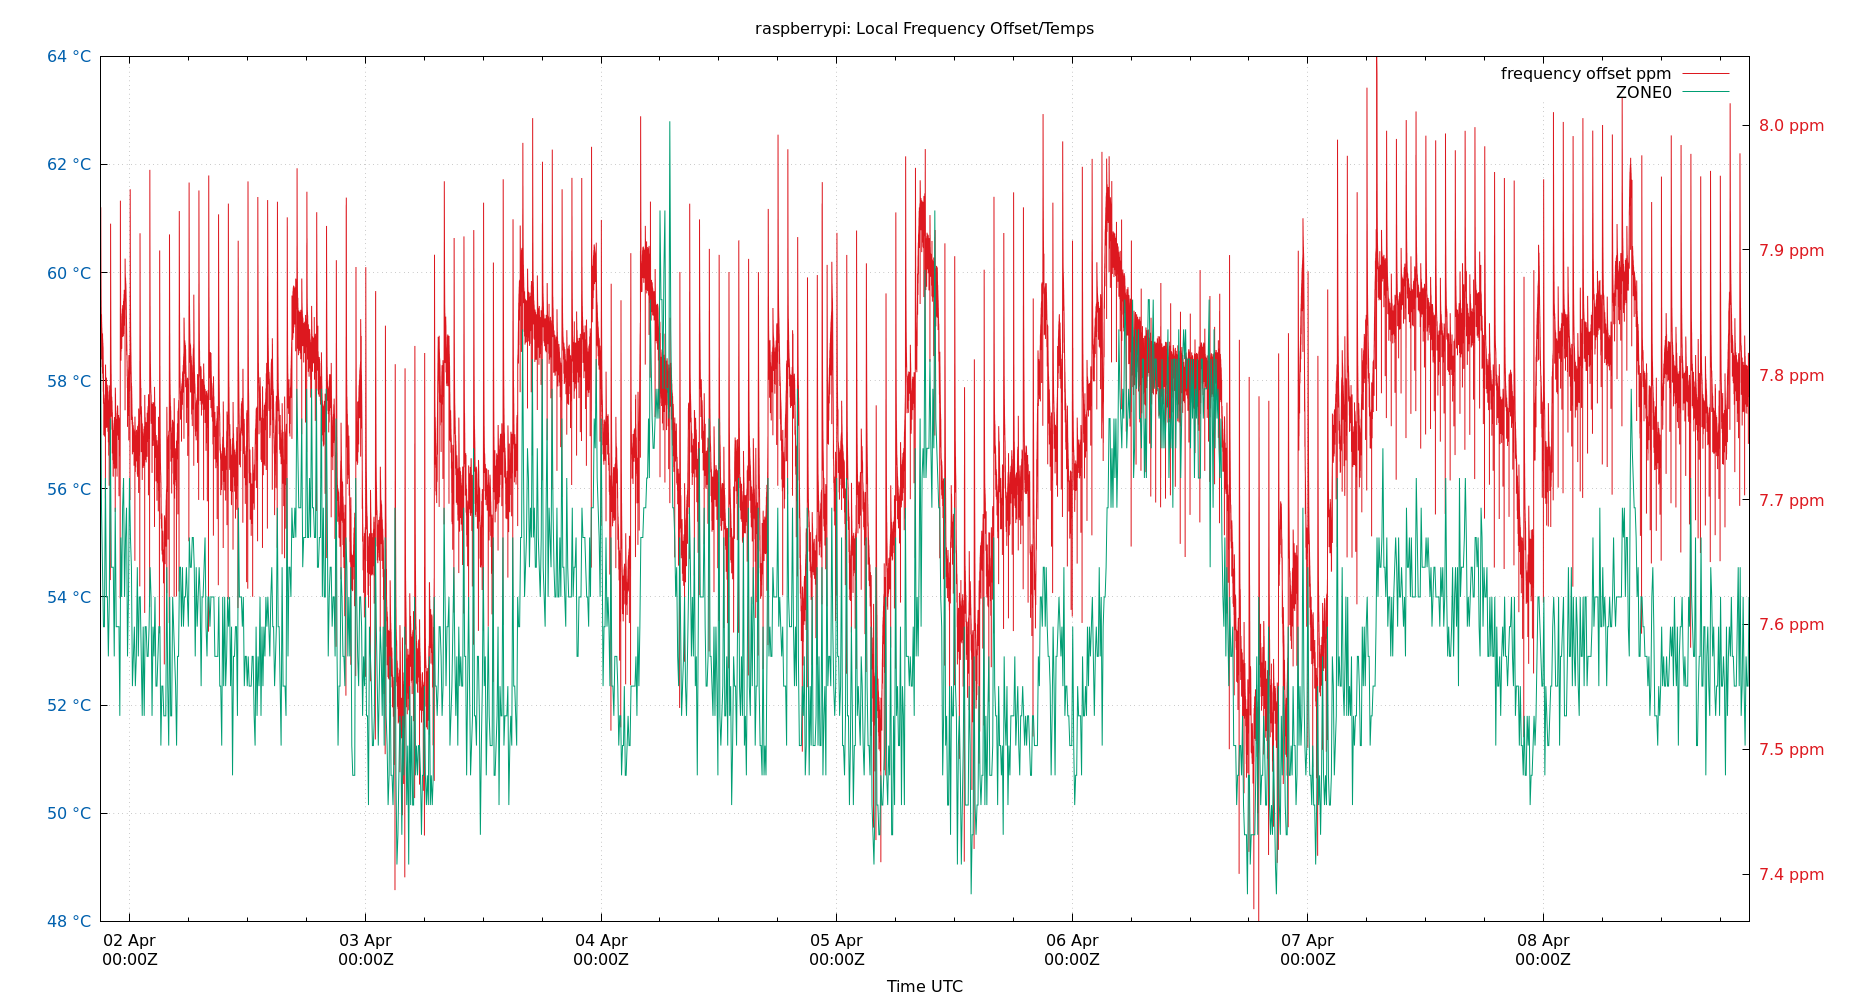 raspberrypi: Local Frequency Offset/Temps
64 °C
62 °C
60 °C
58 °C
56 °C
54 °C
52 °C
50 °C
48 °C
frequency offset ppm
ZONE0
8.0 ppm
7.9 ppm
7.8 ppm
7.7 ppm
7.6 ppm
7.5 ppm
7.4 ppm
02 Apr
00:00Z
03 Apr
00:00Z
04 Apr
00:00Z
05 Apr
00:00Z
06 Apr
00:00Z
07 Apr
00:00Z
08 Apr
00:00Z
Time UTC